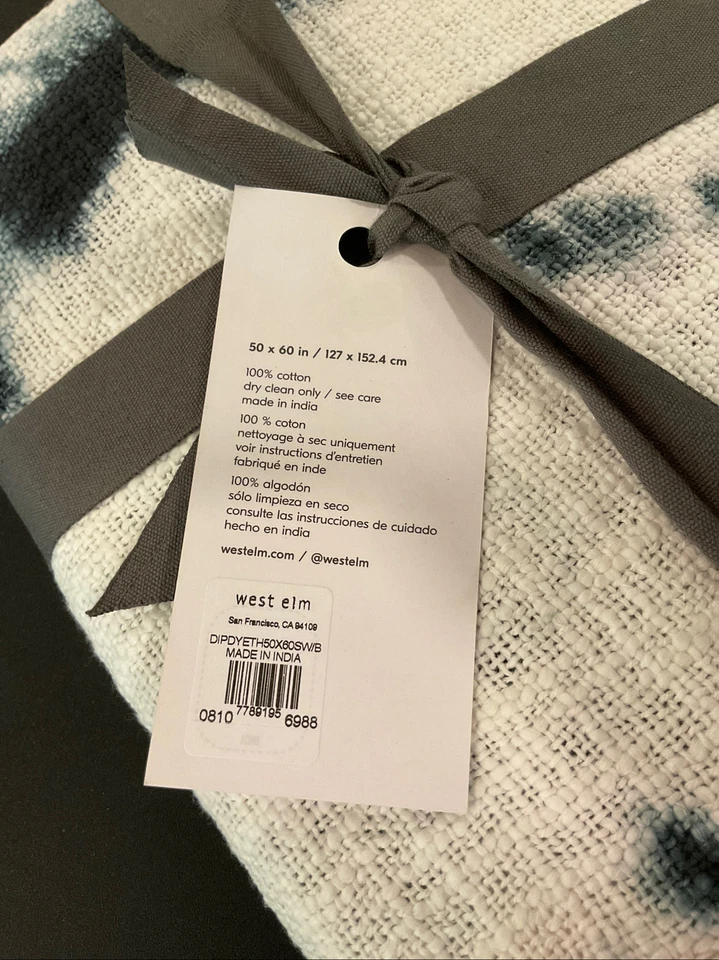 50 x 60 in / 127 x 152.4 cm
100% cotton
dry clean only / see care
made in india
100 % coton
nettoyage à sec uniquement
voir instructions d'entretien
fabriqué en inde
100% algodón
sólo limpieza en seco
consulte las instrucciones de cuidado
hecho en india
westelm.com / @westelm
west elm
San Francisco, CA 94109
DIPDYETH50X60SW/B
MADE IN INDIA
0810 7789195 6988